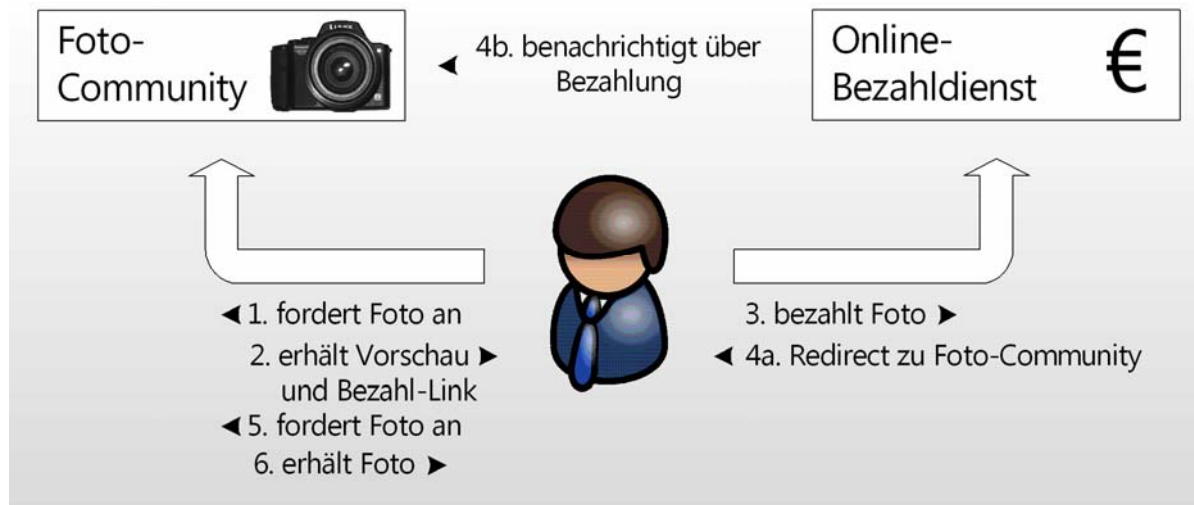 Foto-
Community
◄ 4b. benachrichtigt über
Bezahlung
Online-
Bezahldienst
€
◄ 1. fordert Foto an
2. erhält Vorschau ►
und Bezahl-Link
◄ 5. fordert Foto an
6. erhält Foto ►
3. bezahlt Foto ►
◄ 4a. Redirect zu Foto-Community